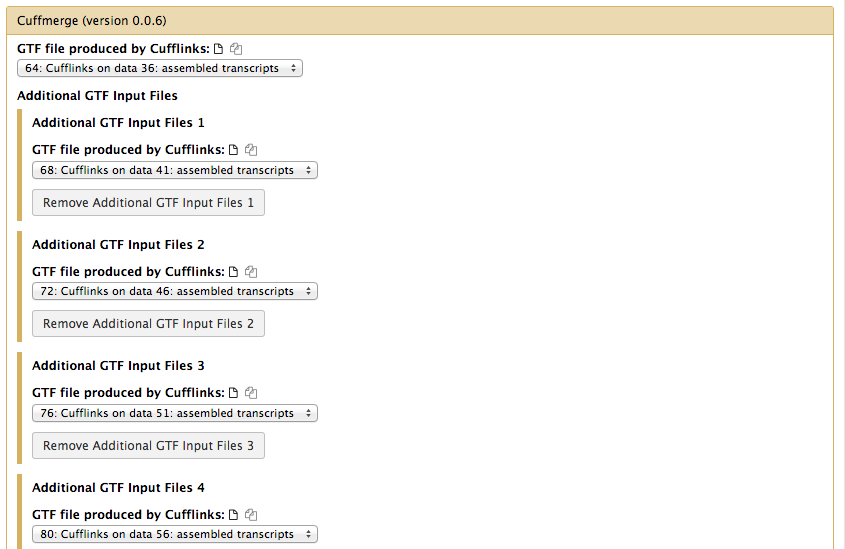 Cuffmerge (version 0.0.6)
GTF file produced by Cufflinks:
64: Cufflinks on data 36: assembled transcripts
Additional GTF Input Files
Additional GTF Input Files 1
GTF file produced by Cufflinks:
68: Cufflinks on data 41: assembled transcripts
Remove Additional GTF Input Files 1
Additional GTF Input Files 2
GTF file produced by Cufflinks:
72: Cufflinks on data 46: assembled transcripts
Remove Additional GTF Input Files 2
Additional GTF Input Files 3
GTF file produced by Cufflinks:
76: Cufflinks on data 51: assembled transcripts
Remove Additional GTF Input Files 3
Additional GTF Input Files 4
GTF file produced by Cufflinks:
80: Cufflinks on data 56: assembled transcripts